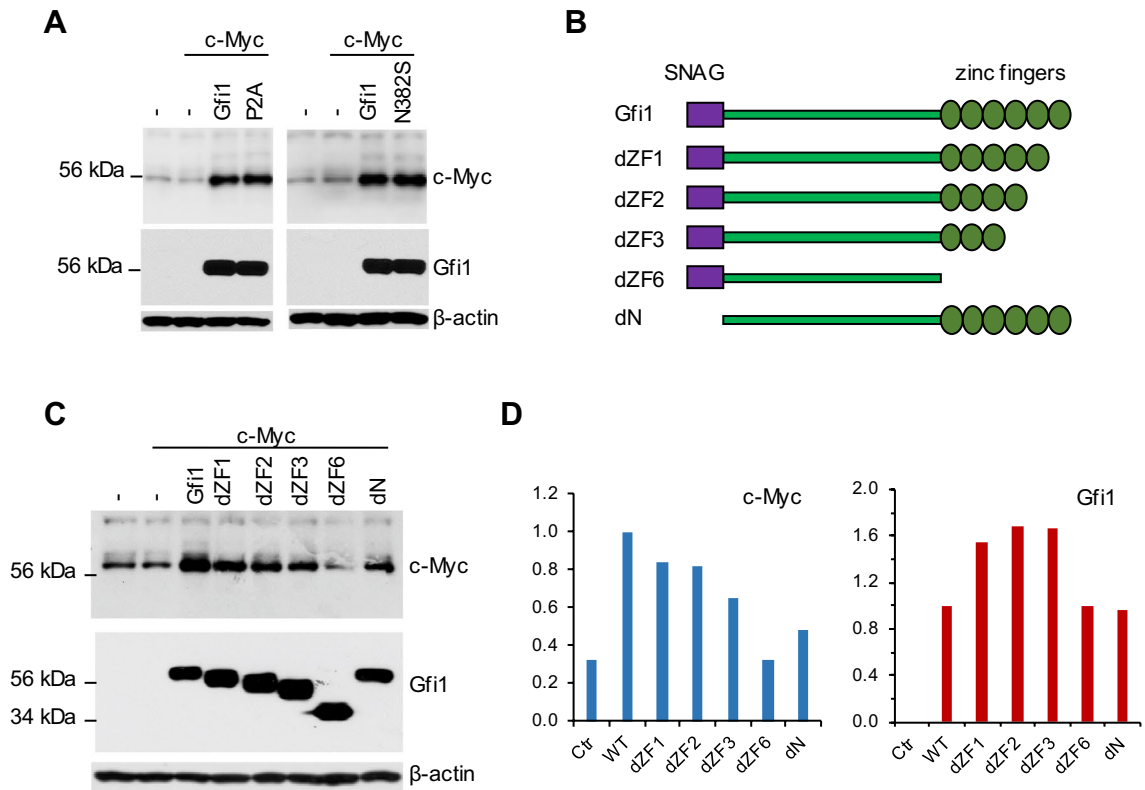 A
c-Myc
c-Myc
- - Gfi1 P2A
- - Gfi1 N382S
56 kDa
c-Myc
56 kDa
Gfi1
β-actin
B
SNAG zinc fingers
Gfi1
dZF1
dZF2
dZF3
dZF6
dN
C
c-Myc
- - Gfi1 dZF1 dZF2 dZF3 dZF6 dN
56 kDa
c-Myc
56 kDa
Gfi1
34 kDa
β-actin
D
c-Myc
1.2
1.0
0.8
0.6
0.4
0.2
0.0
Ctr WT dZF1 dZF2 dZF3 dZF6 dN
Gfi1
2.0
1.6
1.2
0.8
0.4
0.0
Ctr WT dZF1 dZF2 dZF3 dZF6 dN